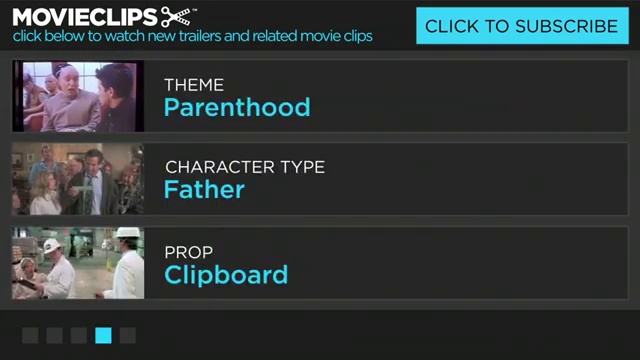 MOVIECLIPS™
click below to watch new trailers and related movie clips
CLICK TO SUBSCRIBE
THEME
Parenthood
CHARACTER TYPE
Father
PROP
Clipboard